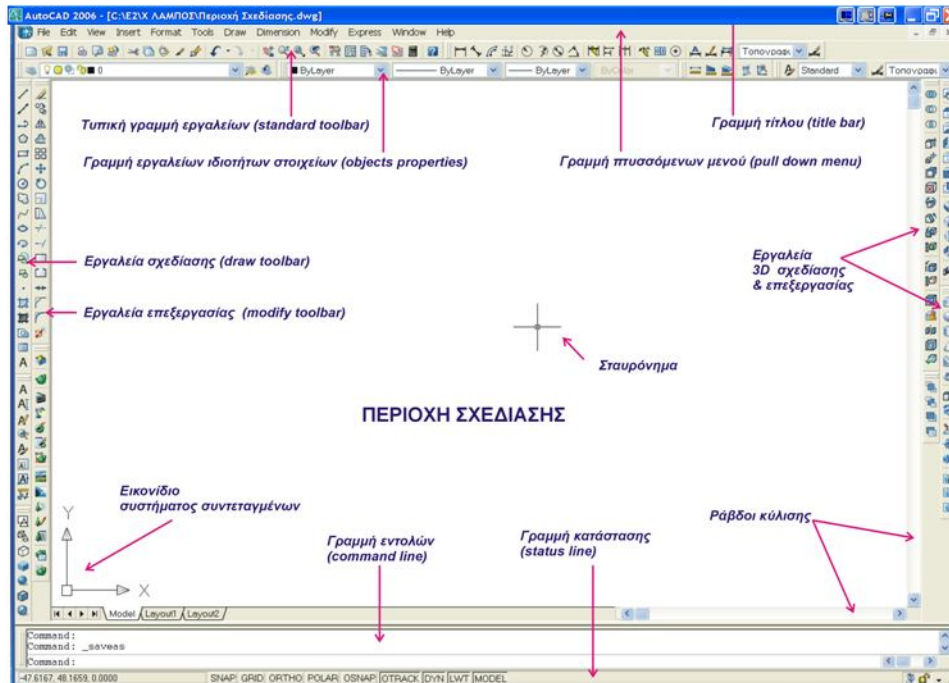 AutoCAD 2006 - [C:\E2\Χ ΛΑΜΠΟΣ\Περιοχή Σχεδίασης.dwg]
File Edit View Insert Format Tools Draw Dimension Modify Express Window Help
Τοπογραφι
0 ByLayer ByLayer ByLayer ByColor Standard Τοπογραφι
Τυπική γραμμή εργαλείων (standard toolbar)
Γραμμή τίτλου (title bar)
Γραμμή εργαλείων ιδιοτήτων στοιχείων (objects properties)
Γραμμή πτυσσόμενων μενού (pull down menu)
Εργαλεία σχεδίασης (draw toolbar)
Εργαλεία
3D σχεδίασης
& επεξεργασίας
Εργαλεία επεξεργασίας (modify toolbar)
Σταυρόνημα
ΠΕΡΙΟΧΗ ΣΧΕΔΙΑΣΗΣ
Εικονίδιο
συστήματος συντεταγμένων
Ράβδοι κύλισης
Γραμμή εντολών
(command line)
Γραμμή κατάστασης
(status line)
Y
X
Model Layout1 Layout2
Command:
Command: _saveas
Command:
-47.6167, 48.1659, 0.0000 SNAP GRID ORTHO POLAR OSNAP OTRACK DYN LWT MODEL